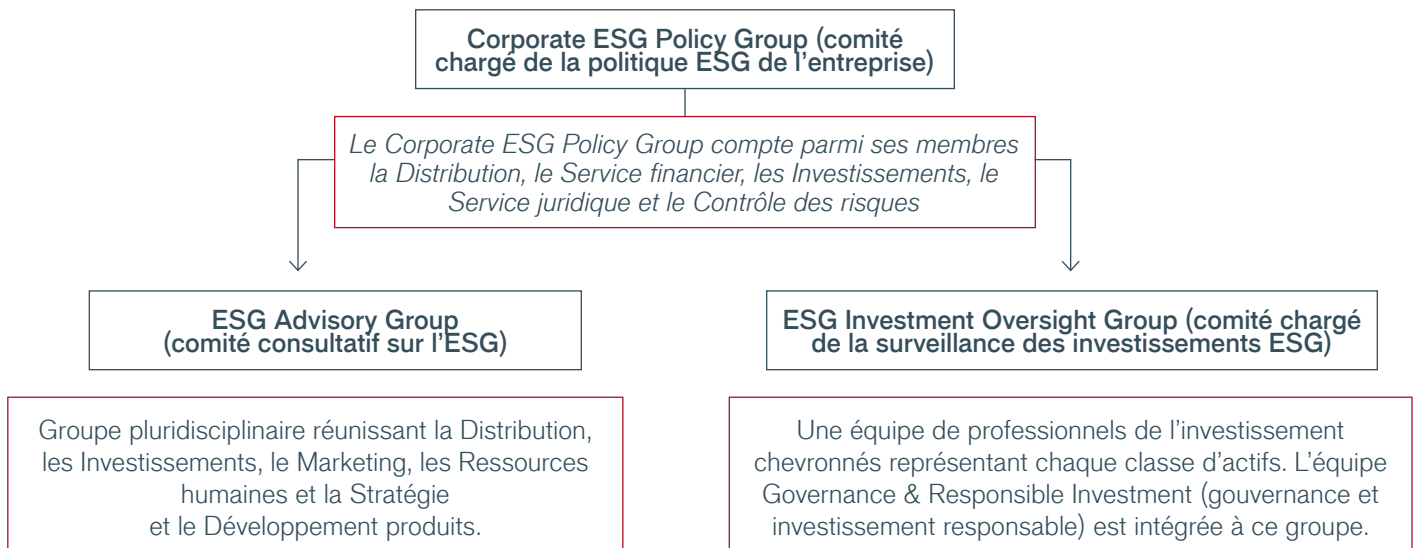 Corporate ESG Policy Group (comité
chargé de la politique ESG de l'entreprise)
Le Corporate ESG Policy Group compte parmi ses membres
la Distribution, le Service financier, les Investissements, le
Service juridique et le Contrôle des risques
ESG Advisory Group
(comité consultatif sur l'ESG)
Groupe pluridisciplinaire réunissant la Distribution,
les Investissements, le Marketing, les Ressources
humaines et la Stratégie
et le Développement produits.
ESG Investment Oversight Group (comité chargé
de la surveillance des investissements ESG)
Une équipe de professionnels de l'investissement
chevronnés représentant chaque classe d'actifs. L'équipe
Governance & Responsible Investment (gouvernance et
investissement responsable) est intégrée à ce groupe.